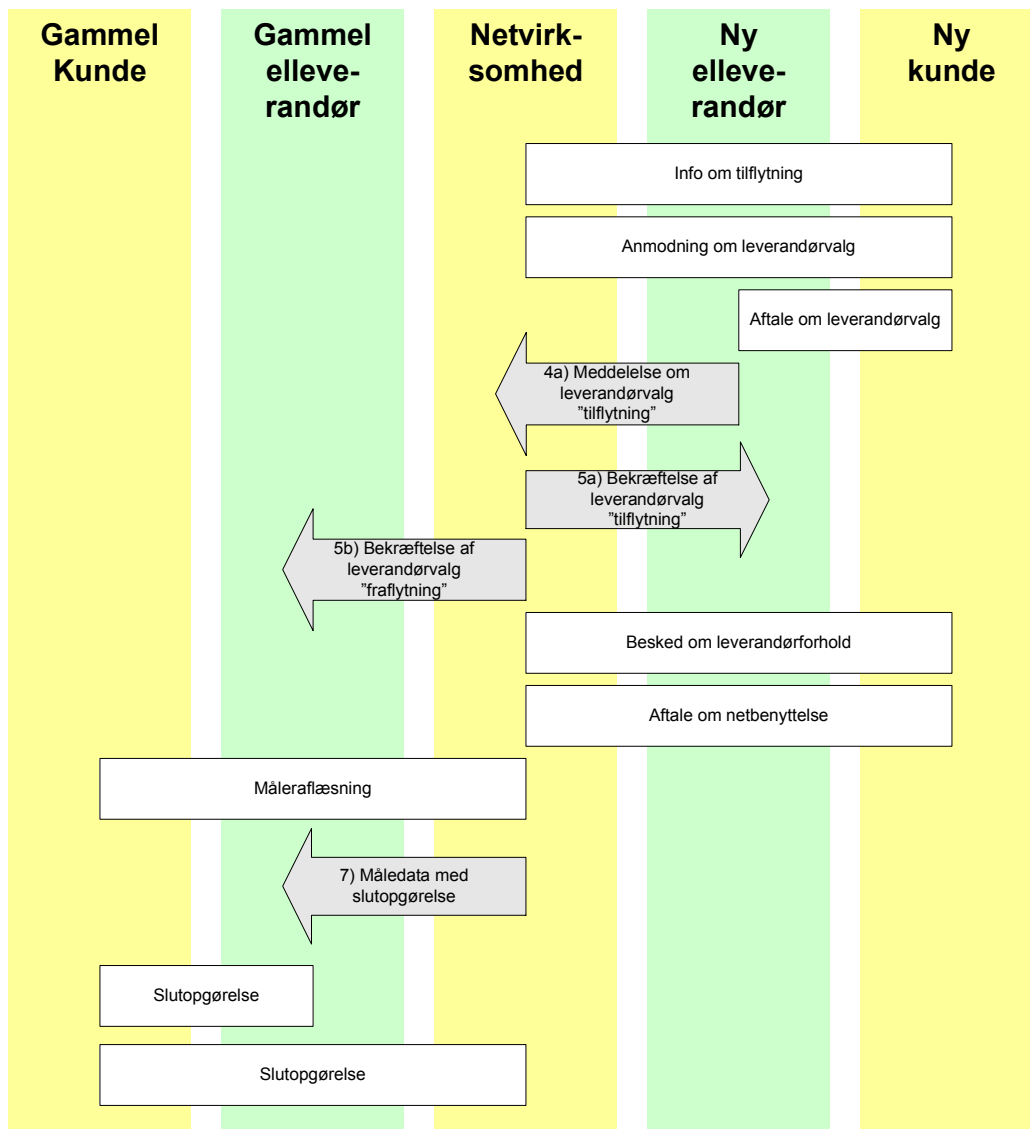 Gammel
Kunde
Gammel
elleve-
randør
Netvirk-
somhed
Ny
elleve-
randør
Ny
kunde
Info om tilflytning
Anmodning om leverandørvalg
Aftale om leverandørvalg
4a) Meddelelse om
leverandørvalg
"tilflytning"
5a) Bekræftelse af
leverandørvalg
"tilflytning"
5b) Bekræftelse af
leverandørvalg
"fraflytning"
Besked om leverandørforhold
Aftale om netbenyttelse
Måleraflæsning
7) Måledata med
slutopgørelse
Slutopgørelse
Slutopgørelse